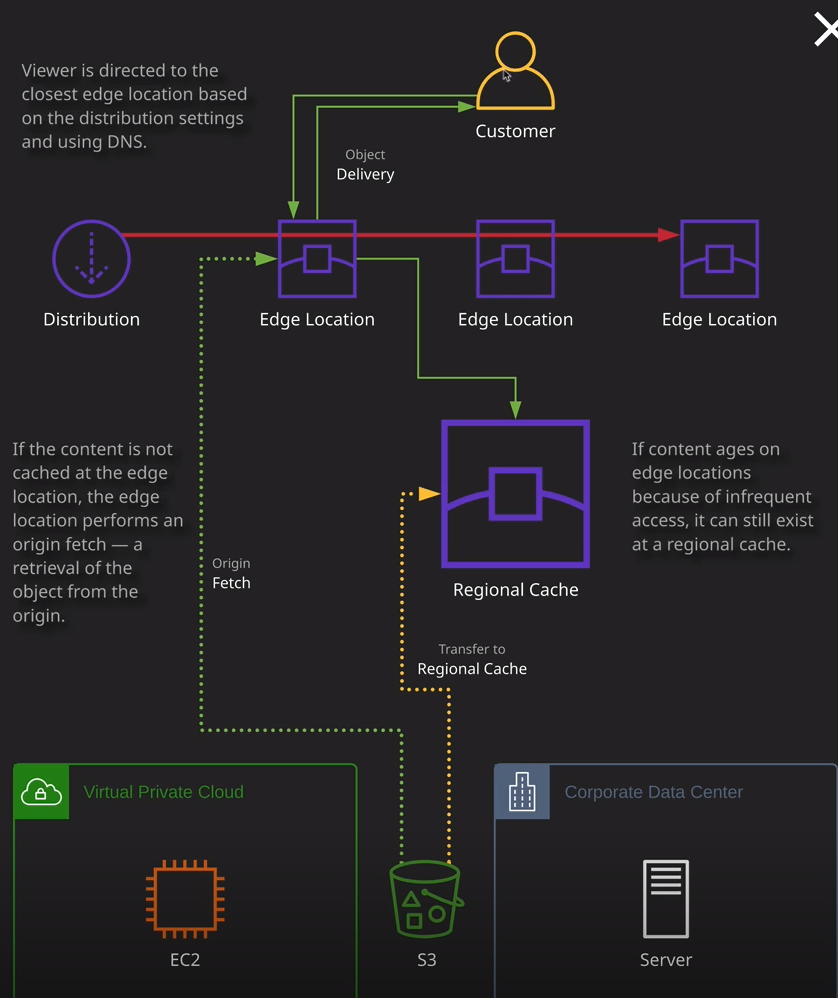 Viewer is directed to the
closest edge location based
on the distribution settings
and using DNS.
Customer
Object
Delivery
Distribution
Edge Location
Edge Location
Edge Location
If the content is not
cached at the edge
location, the edge
location performs an
origin fetch — a
retrieval of the
object from the
origin.
If content ages on
edge locations
because of infrequent
access, it can still exist
at a regional cache.
Origin
Fetch
Regional Cache
Transfer to
Regional Cache
Virtual Private Cloud
Corporate Data Center
EC2
S3
Server